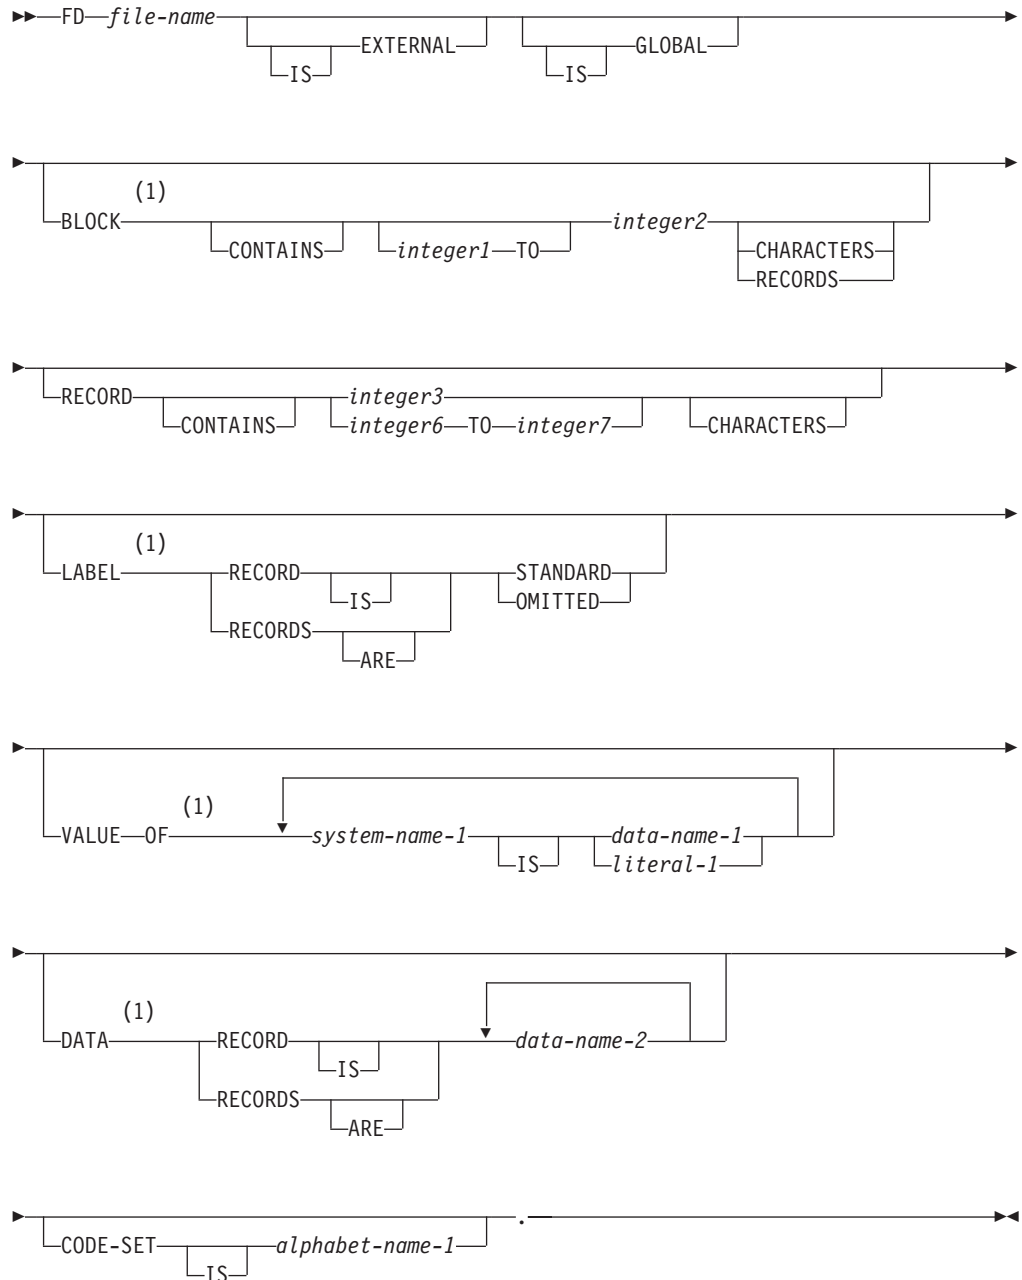 FD file-name EXTERNAL GLOBAL
IS IS
(1)
BLOCK integer2
CONTAINS integer1 TO CHARACTERS
RECORDS
RECORD integer3
CONTAINS integer6 TO integer7 CHARACTERS
(1)
LABEL RECORD STANDARD
IS OMITTED
RECORDS
ARE
(1)
VALUE OF system-name-1 data-name-1
IS literal-1
(1)
DATA RECORD data-name-2
IS
RECORDS
ARE
.
CODE-SET alphabet-name-1
IS